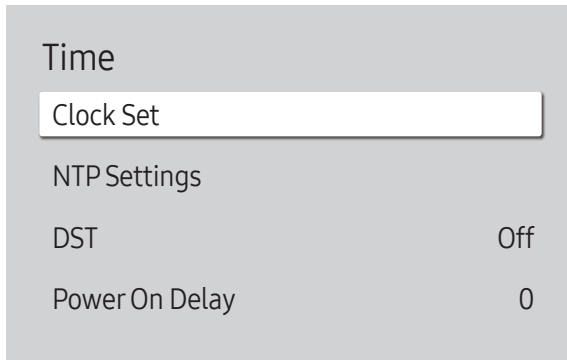 Time
Clock Set
NTP Settings
DST Off
Power On Delay 0